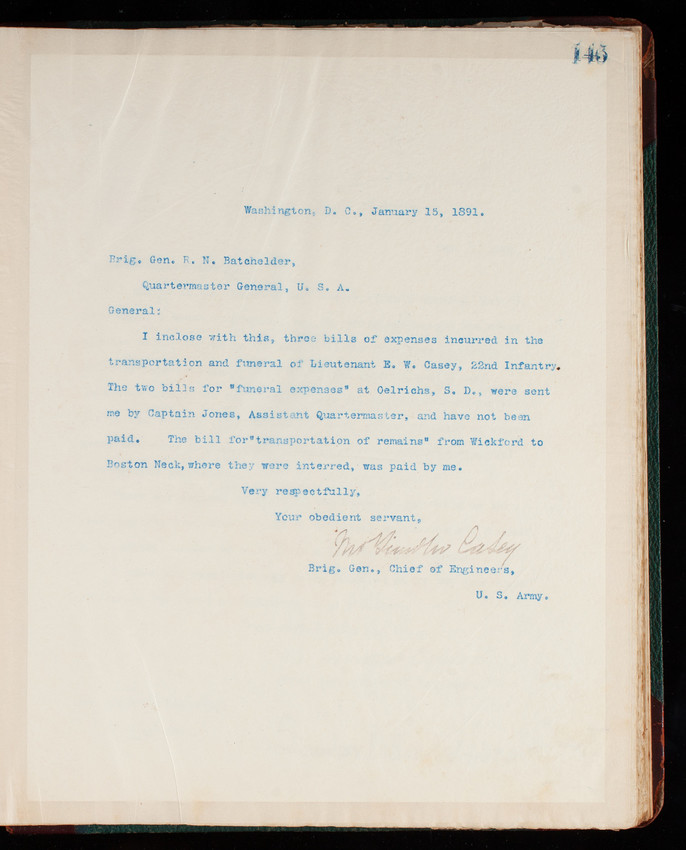 143
Washington, D. C., January 15, 1891.
Brig. Gen. R. N. Batchelder,
Quartermaster General, U. S. A.
General:
I inclose with this, three bills of expenses incurred in the
transportation and funeral of Lieutenant E. W. Casey, 22nd Infantry.
The two bills for "funeral expenses" at Oelrichs, S. D., were sent
me by Captain Jones, Assistant Quartermaster, and have not been
paid. The bill for"transportation of remains" from Wickford to
Boston Neck, where they were interred, was paid by me.
Very respectfully,
Your obedient servant,
Casey
Brig. Gen., Chief of Engineers,
U. S. Army.